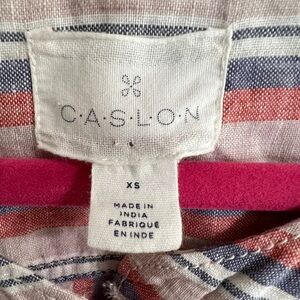 C·A·S·L·O·N
XS
MADE IN
INDIA
FABRIQUÉ
EN INDE